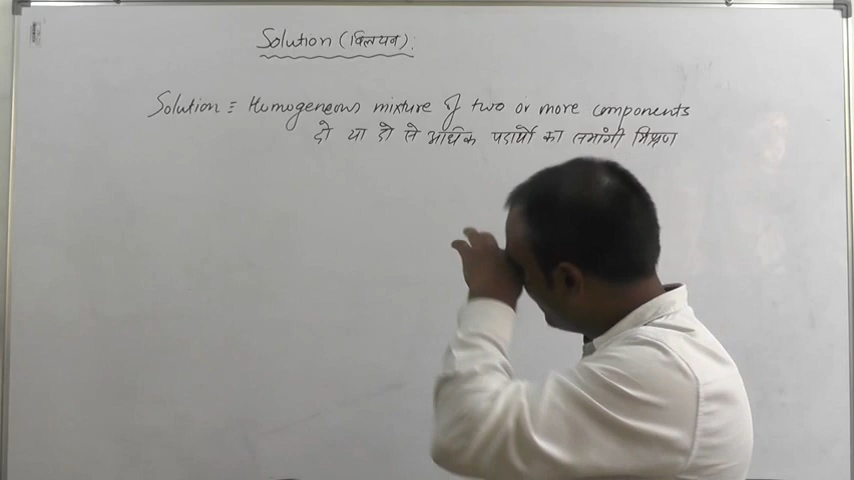 Solution (विलयन):
Solution ≡ Homogeneous mixture of two or more components
दो या दो से अधिक पदार्थो का समांगी मिश्रण